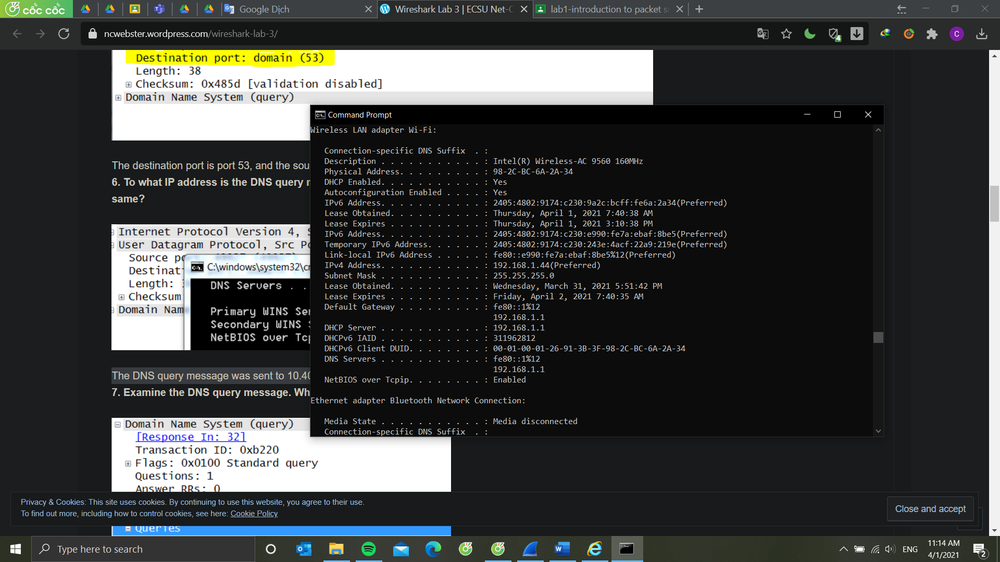 cốc cốc
Google Dịch
Wireshark Lab 3 | ECSU Net-C
lab1-introduction to packet sn
ncwebster.wordpress.com/wireshark-lab-3/
4
C
Destination port: domain (53)
Length: 38
Checksum: 0x485d [validation disabled]
Domain Name System (query)
The destination port is port 53, and the sou
6. To what IP address is the DNS query
same?
Internet Protocol Version 4,
User Datagram Protocol, Src Po
Source po
Destinat
Length:
Checksum
Domain Nam
C:\windows\system32\cm
DNS Servers . .
Primary WINS Ser
Secondary WINS
NetBIOS over Tcp
The DNS query message was sent to 10.40
7. Examine the DNS query message. Wh
Domain Name System (query)
[Response In: 32]
Transaction ID: 0xb220
Flags: 0x0100 Standard query
Questions: 1
Answer RRs: 0
Queries
Command Prompt
Wireless LAN adapter Wi-Fi:
Connection-specific DNS Suffix . :
Description . . . . . . . . . . . : Intel(R) Wireless-AC 9560 160MHz
Physical Address. . . . . . . . . : 98-2C-BC-6A-2A-34
DHCP Enabled. . . . . . . . . . . : Yes
Autoconfiguration Enabled . . . . : Yes
IPv6 Address. . . . . . . . . . . : 2405:4802:9174:c230:9a2c:bcff:fe6a:2a34(Preferred)
Lease Obtained. . . . . . . . . . : Thursday, April 1, 2021 7:40:38 AM
Lease Expires . . . . . . . . . . : Thursday, April 1, 2021 3:10:38 PM
IPv6 Address. . . . . . . . . . . : 2405:4802:9174:c230:e990:fe7a:ebaf:8be5(Preferred)
Temporary IPv6 Address. . . . . . : 2405:4802:9174:c230:243e:4acf:22a9:219e(Preferred)
Link-local IPv6 Address . . . . . : fe80::e990:fe7a:ebaf:8be5%12(Preferred)
IPv4 Address. . . . . . . . . . . : 192.168.1.44(Preferred)
Subnet Mask . . . . . . . . . . . : 255.255.255.0
Lease Obtained. . . . . . . . . . : Wednesday, March 31, 2021 5:51:42 PM
Lease Expires . . . . . . . . . . : Friday, April 2, 2021 7:40:35 AM
Default Gateway . . . . . . . . . : fe80::1%12
192.168.1.1
DHCP Server . . . . . . . . . . . : 192.168.1.1
DHCPv6 IAID . . . . . . . . . . . : 311962812
DHCPv6 Client DUID. . . . . . . . : 00-01-00-01-26-91-3B-3F-98-2C-BC-6A-2A-34
DNS Servers . . . . . . . . . . . : fe80::1%12
192.168.1.1
NetBIOS over Tcpip. . . . . . . . : Enabled
Ethernet adapter Bluetooth Network Connection:
Media State . . . . . . . . . . . : Media disconnected
Connection-specific DNS Suffix . :
Privacy & Cookies: This site uses cookies. By continuing to use this website, you agree to their use.
To find out more, including how to control cookies, see here: Cookie Policy
Close and accept
Type here to search
ENG
11:14 AM
4/1/2021
2